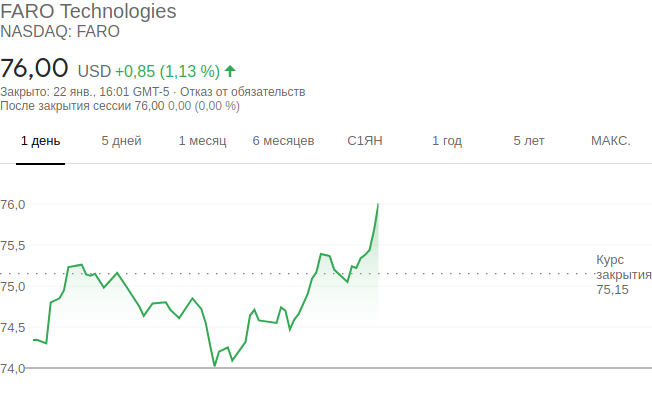 FARO Technologies
NASDAQ: FARO
76,00 USD +0,85 (1,13 %)
Закрыто: 22 янв., 16:01 GMT-5 · Отказ от обязательств
После закрытия сессии 76,00 0,00 (0,00 %)
1 день 5 дней 1 месяц 6 месяцев С1ЯН 1 год 5 лет МАКС.
76,0
75,5
Курс
закрытия
75,15
75,0
74,5
74,0